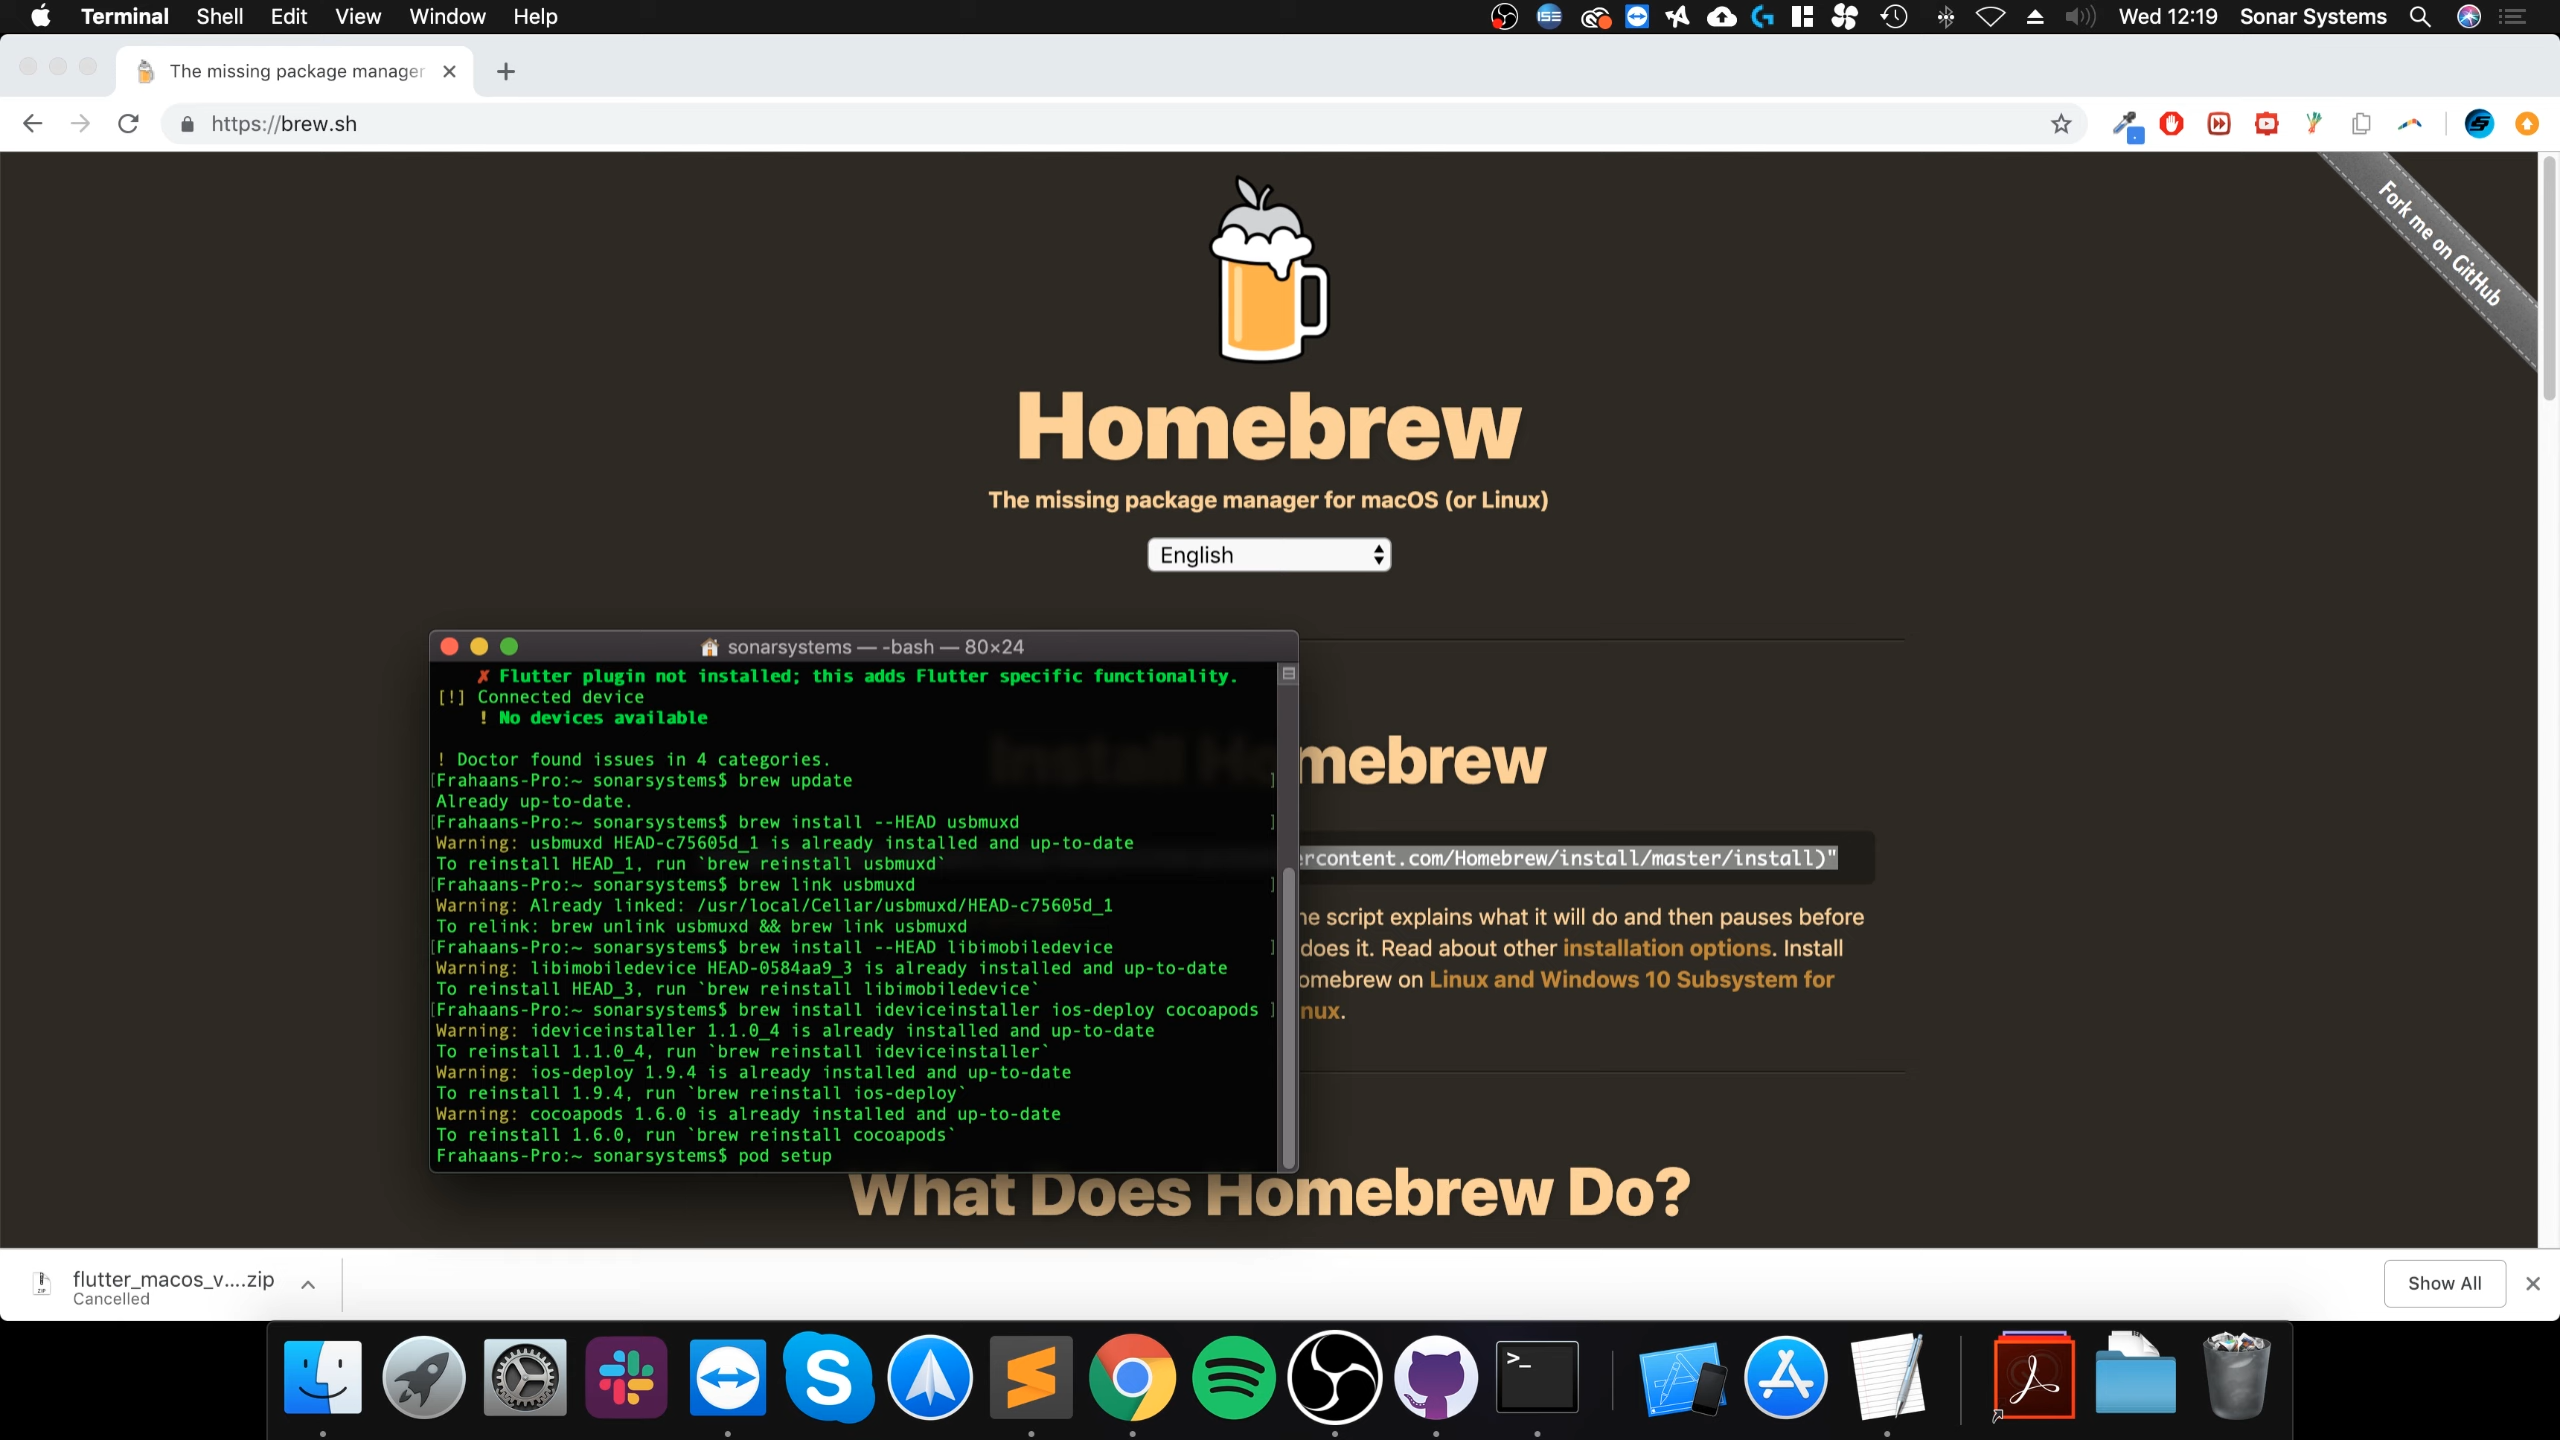 Terminal Shell Edit View Window Help
Wed 12:19 Sonar Systems
The missing package manager
https://brew.sh
Fork me on GitHub
Homebrew
The missing package manager for macOS (or Linux)
English
sonarsystems — -bash — 80×24
✗ Flutter plugin not installed; this adds Flutter specific functionality.
[!] Connected device
! No devices available
! Doctor found issues in 4 categories.
[Frahaans-Pro:~ sonarsystems$ brew update ]
Already up-to-date.
[Frahaans-Pro:~ sonarsystems$ brew install --HEAD usbmuxd ]
Warning: usbmuxd HEAD-c75605d_1 is already installed and up-to-date
To reinstall HEAD_1, run `brew reinstall usbmuxd`
[Frahaans-Pro:~ sonarsystems$ brew link usbmuxd ]
Warning: Already linked: /usr/local/Cellar/usbmuxd/HEAD-c75605d_1
To relink: brew unlink usbmuxd && brew link usbmuxd
[Frahaans-Pro:~ sonarsystems$ brew install --HEAD libimobiledevice ]
Warning: libimobiledevice HEAD-0584aa9_3 is already installed and up-to-date
To reinstall HEAD_3, run `brew reinstall libimobiledevice`
[Frahaans-Pro:~ sonarsystems$ brew install ideviceinstaller ios-deploy cocoapods ]
Warning: ideviceinstaller 1.1.0_4 is already installed and up-to-date
To reinstall 1.1.0_4, run `brew reinstall ideviceinstaller`
Warning: ios-deploy 1.9.4 is already installed and up-to-date
To reinstall 1.9.4, run `brew reinstall ios-deploy`
Warning: cocoapods 1.6.0 is already installed and up-to-date
To reinstall 1.6.0, run `brew reinstall cocoapods`
Frahaans-Pro:~ sonarsystems$ pod setup
Install Homebrew
rcontent.com/Homebrew/install/master/install)"
he script explains what it will do and then pauses before
does it. Read about other installation options. Install
omebrew on Linux and Windows 10 Subsystem for
nux.
What Does Homebrew Do?
flutter_macos_v....zip
Cancelled
Show All